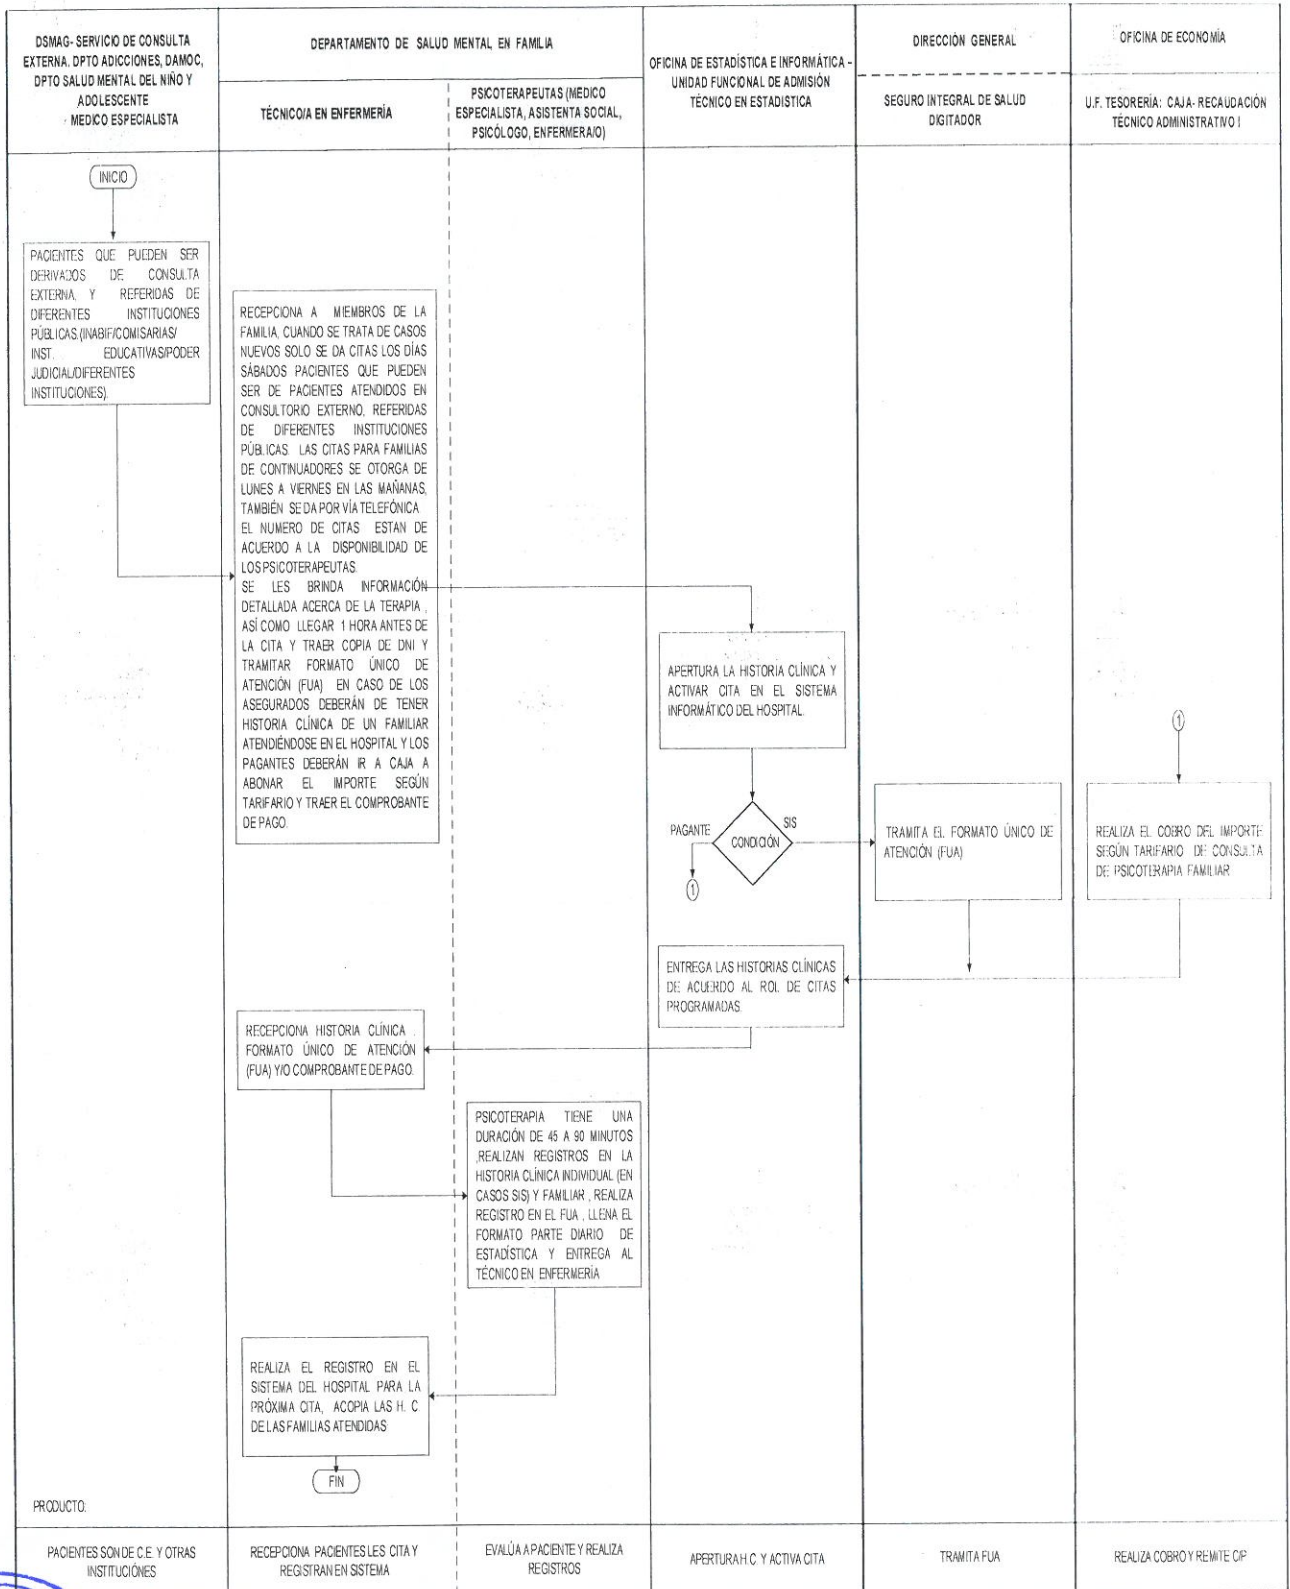 DSMAG- SERVICIO DE CONSULTA
EXTERNA, DPTO ADICCIONES, DAMOC,
DPTO SALUD MENTAL DEL NIÑO Y
ADOLESCENTE
MEDICO ESPECIALISTA
DEPARTAMENTO DE SALUD MENTAL EN FAMILIA
TÉCNICO/A EN ENFERMERÍA
PSICOTERAPEUTAS (MEDICO
ESPECIALISTA, ASISTENTA SOCIAL,
PSICÓLOGO, ENFERMERA/O)
OFICINA DE ESTADÍSTICA E INFORMÁTICA -
UNIDAD FUNCIONAL DE ADMISIÓN
TÉCNICO EN ESTADISTICA
DIRECCIÓN GENERAL
SEGURO INTEGRAL DE SALUD
DIGITADOR
OFICINA DE ECONOMÍA
U.F. TESORERÍA: CAJA- RECAUDACIÓN
TÉCNICO ADMINISTRATIVO I
INICIO
PACIENTES QUE PUEDEN SER
DERIVADOS DE CONSULTA
EXTERNA, Y REFERIDAS DE
DIFERENTES INSTITUCIONES
PÚBLICAS.(INABIF/COMISARIAS/
INST. EDUCATIVAS/PODER
JUDICIAL/DIFERENTES
INSTITUCIONES).
RECEPCIONA A MIEMBROS DE LA
FAMILIA, CUANDO SE TRATA DE CASOS
NUEVOS SOLO SE DA CITAS LOS DÍAS
SÁBADOS PACIENTES QUE PUEDEN
SER DE PACIENTES ATENDIDOS EN
CONSULTORIO EXTERNO, REFERIDAS
DE DIFERENTES INSTITUCIONES
PÚBLICAS. LAS CITAS PARA FAMILIAS
DE CONTINUADORES SE OTORGA DE
LUNES A VIERNES EN LAS MAÑANAS,
TAMBIÉN SE DA POR VÍA TELEFÓNICA
EL NUMERO DE CITAS ESTAN DE
ACUERDO A LA DISPONIBILIDAD DE
LOS PSICOTERAPEUTAS.
SE LES BRINDA INFORMACIÓN
DETALLADA ACERCA DE LA TERAPIA ,
ASÍ COMO LLEGAR 1 HORA ANTES DE
LA CITA Y TRAER COPIA DE DNI Y
TRAMITAR FORMATO ÚNICO DE
ATENCIÓN (FUA) EN CASO DE LOS
ASEGURADOS DEBERÁN DE TENER
HISTORIA CLÍNICA DE UN FAMILIAR
ATENDIÉNDOSE EN EL HOSPITAL Y LOS
PAGANTES DEBERÁN IR A CAJA A
ABONAR EL IMPORTE SEGÚN
TARIFARIO Y TRAER EL COMPROBANTE
DE PAGO.
APERTURA LA HISTORIA CLÍNICA Y
ACTIVAR CITA EN EL SISTEMA
INFORMÁTICO DEL HOSPITAL.
1
PAGANTE
CONDICIÓN
SIS
1
TRAMITA EL FORMATO ÚNICO DE
ATENCIÓN (FUA)
REALIZA EL COBRO DEL IMPORTE
SEGÚN TARIFARIO DE CONSULTA
DE PSICOTERAPIA FAMILIAR
ENTREGA LAS HISTORIAS CLÍNICAS
DE ACUERDO AL ROL DE CITAS
PROGRAMADAS.
RECEPCIONA HISTORIA CLÍNICA ,
FORMATO ÚNICO DE ATENCIÓN
(FUA) Y/O COMPROBANTE DE PAGO.
PSICOTERAPIA TIENE UNA
DURACIÓN DE 45 A 90 MINUTOS
,REALIZAN REGISTROS EN LA
HISTORIA CLÍNICA INDIVIDUAL (EN
CASOS SIS) Y FAMILIAR , REALIZA
REGISTRO EN EL FUA , LLENA EL
FORMATO PARTE DIARIO DE
ESTADÍSTICA Y ENTREGA AL
TÉCNICO EN ENFERMERÍA
REALIZA EL REGISTRO EN EL
SISTEMA DEL HOSPITAL PARA LA
PRÓXIMA CITA, ACOPIA LAS H. C
DE LAS FAMILIAS ATENDIDAS
FIN
PRODUCTO:
PACIENTES SON DE C.E. Y OTRAS
INSTITUCIÓNES
RECEPCIONA PACIENTES LES CITA Y
REGISTRAN EN SISTEMA
EVALÚA A PACIENTE Y REALIZA
REGISTROS
APERTURA H.C. Y ACTIVA CITA
TRAMITA FUA
REALIZA COBRO Y REMITE C/P